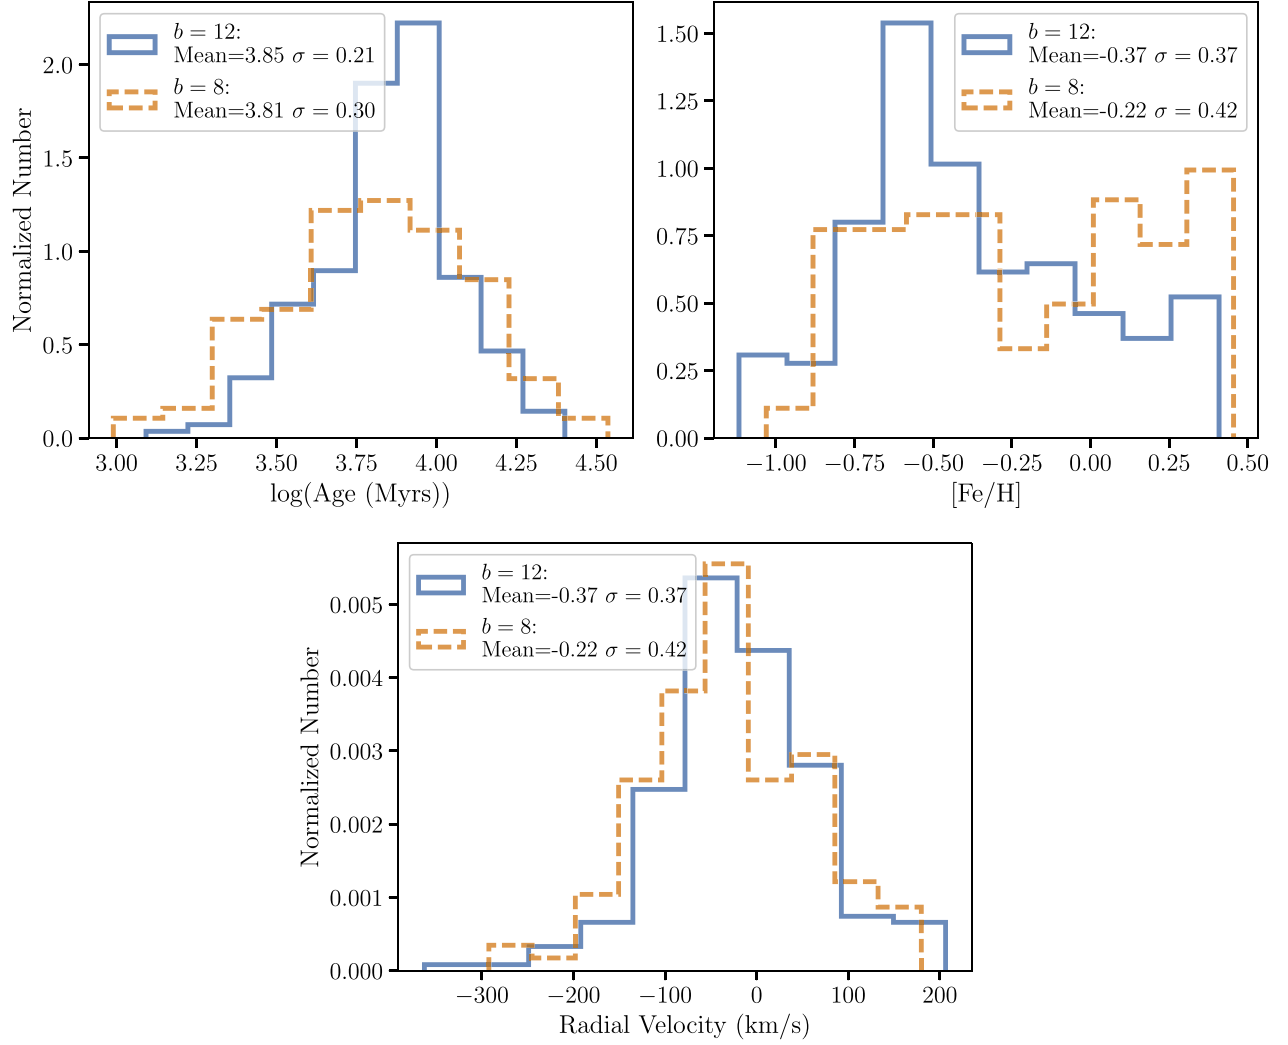 b = 12:
Mean=3.85 σ = 0.21
b = 8:
Mean=3.81 σ = 0.30
Normalized Number
2.0
1.5
1.0
0.5
0.0
3.00 3.25 3.50 3.75 4.00 4.25 4.50
log(Age (Myrs))
b = 12:
Mean=-0.37 σ = 0.37
b = 8:
Mean=-0.22 σ = 0.42
1.50
1.25
1.00
0.75
0.50
0.25
0.00
−1.00 −0.75 −0.50 −0.25 0.00 0.25 0.50
[Fe/H]
b = 12:
Mean=-0.37 σ = 0.37
b = 8:
Mean=-0.22 σ = 0.42
Normalized Number
0.005
0.004
0.003
0.002
0.001
0.000
−300 −200 −100 0 100 200
Radial Velocity (km/s)